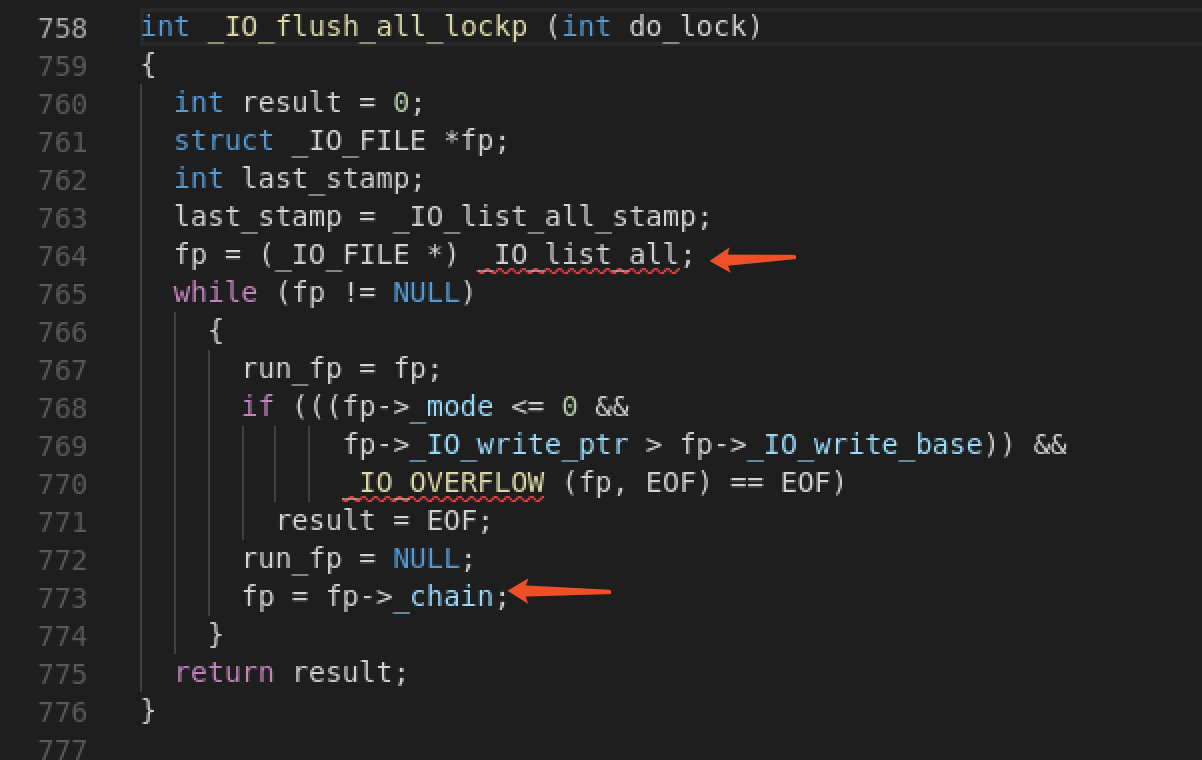 758 int _IO_flush_all_lockp (int do_lock)
759 {
760   int result = 0;
761   struct _IO_FILE *fp;
762   int last_stamp;
763   last_stamp = _IO_list_all_stamp;
764   fp = (_IO_FILE *) _IO_list_all;
765   while (fp != NULL)
766     {
767       run_fp = fp;
768       if (((fp->_mode <= 0 &&
769             fp->_IO_write_ptr > fp->_IO_write_base)) &&
770             _IO_OVERFLOW (fp, EOF) == EOF)
771         result = EOF;
772       run_fp = NULL;
773       fp = fp->_chain;
774     }
775   return result;
776 }
777